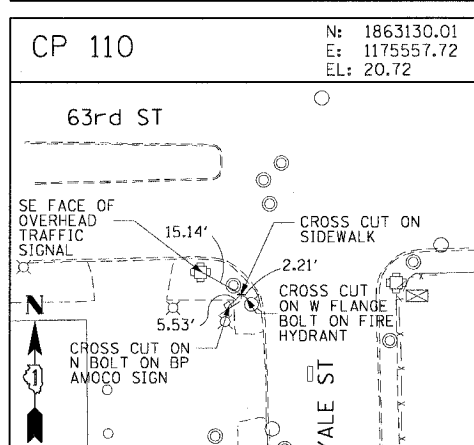 CP 110
N: 1863130.01
E: 1175557.72
EL: 20.72
63rd ST
SE FACE OF
OVERHEAD
TRAFFIC
SIGNAL
15.14'
CROSS CUT ON
SIDEWALK
2.21'
CROSS CUT
ON W FLANGE
BOLT ON FIRE
HYDRANT
5.53'
CROSS CUT ON
N BOLT ON BP
AMOCO SIGN
N
1
YALE ST